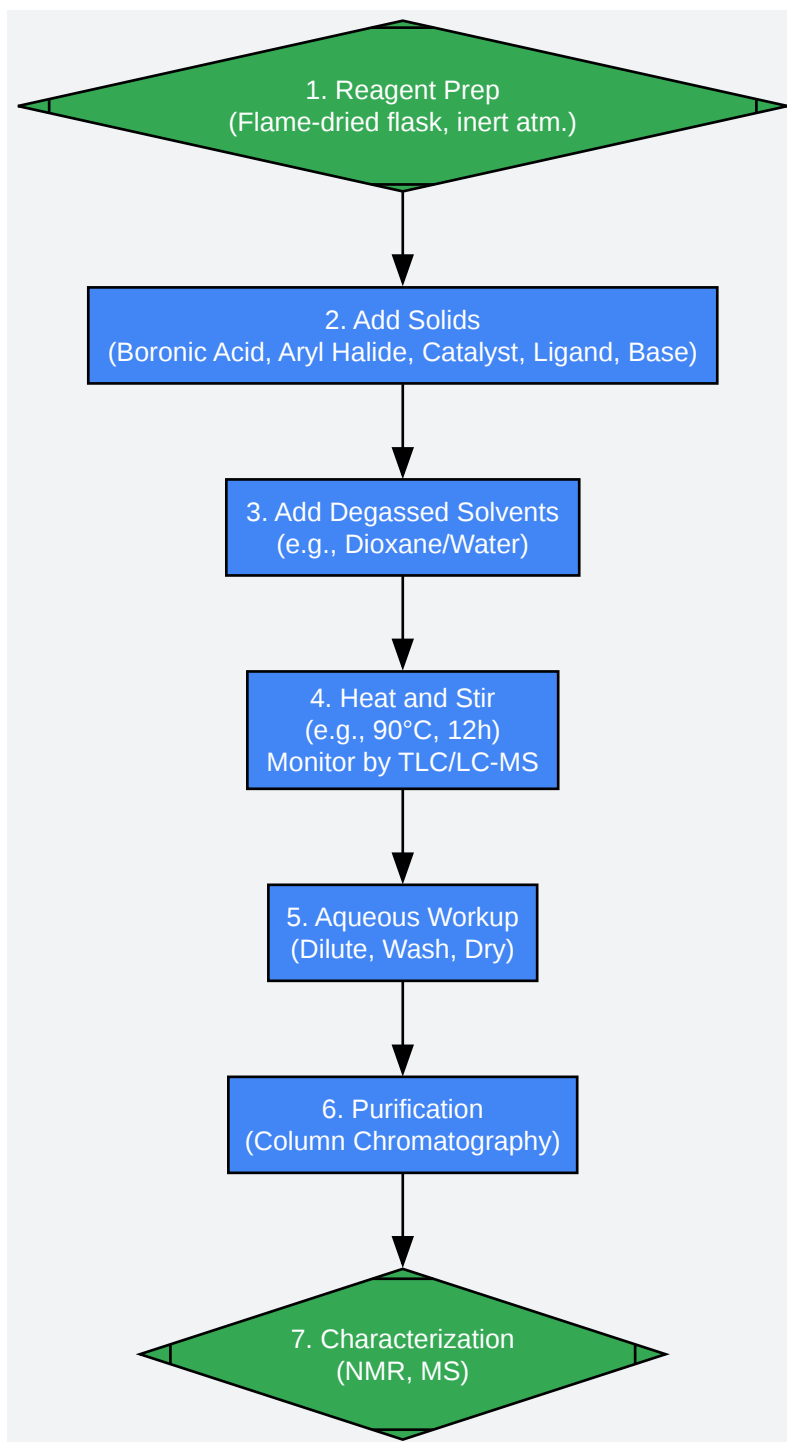 1. Reagent Prep
(Flame-dried flask, inert atm.)
2. Add Solids
(Boronic Acid, Aryl Halide, Catalyst, Ligand, Base)
3. Add Degassed Solvents
(e.g., Dioxane/Water)
4. Heat and Stir
(e.g., 90°C, 12h)
Monitor by TLC/LC-MS
5. Aqueous Workup
(Dilute, Wash, Dry)
6. Purification
(Column Chromatography)
7. Characterization
(NMR, MS)